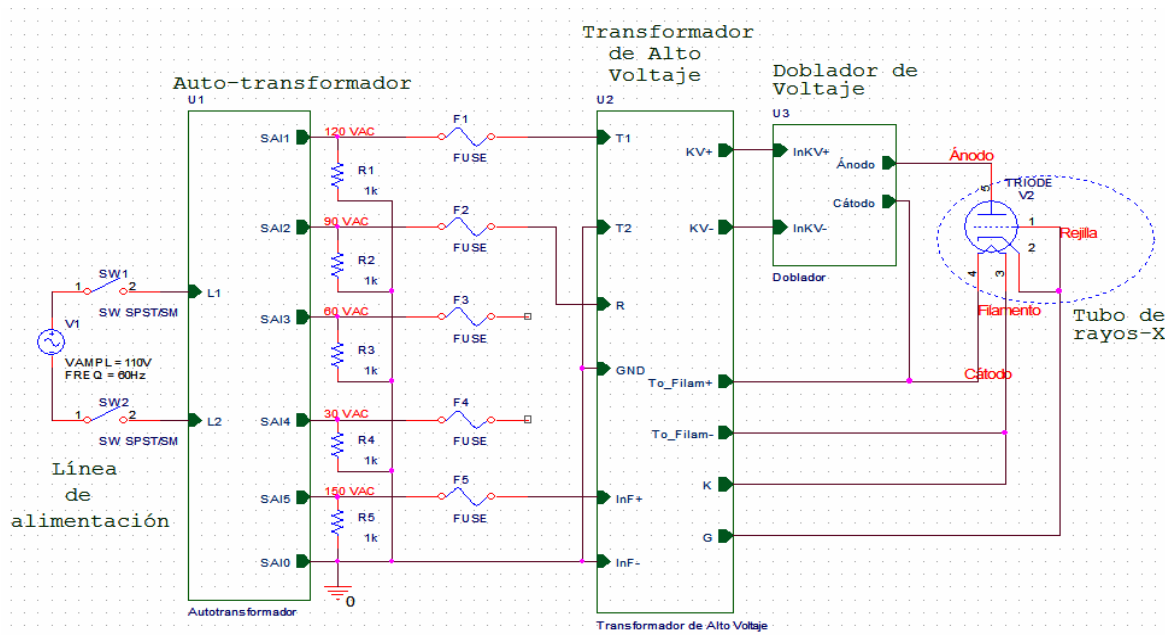 Transformador
de Alto
Voltaje
Auto-transformador
Doblador de
Voltaje
U1
U2
U3
SAI1
120 VAC
F1
FUSE
T1
KV+
InKV+
Ánodo
Ánodo
R1
1k
5
TRIODE
V2
SAI2
90 VAC
F2
FUSE
T2
KV-
InKV-
Cátodo
1
Rejilla
2
R2
1k
Doblador
4
3
SW1
1
2
SW SPST/SM
L1
SAI3
60 VAC
F3
FUSE
R
Filamento
Tubo de
rayos-X
V1
VAMPL = 110V
FREQ = 60Hz
R3
1k
GND
To_Filam+
Cátodo
SW2
1
2
SW SPST/SM
L2
SAI4
30 VAC
F4
FUSE
To_Filam-
R4
1k
Línea
de
alimentación
SAI5
150 VAC
F5
FUSE
InF+
K
R5
1k
G
SAI0
InF-
0
Autotransformador
Transformador de Alto Voltaje